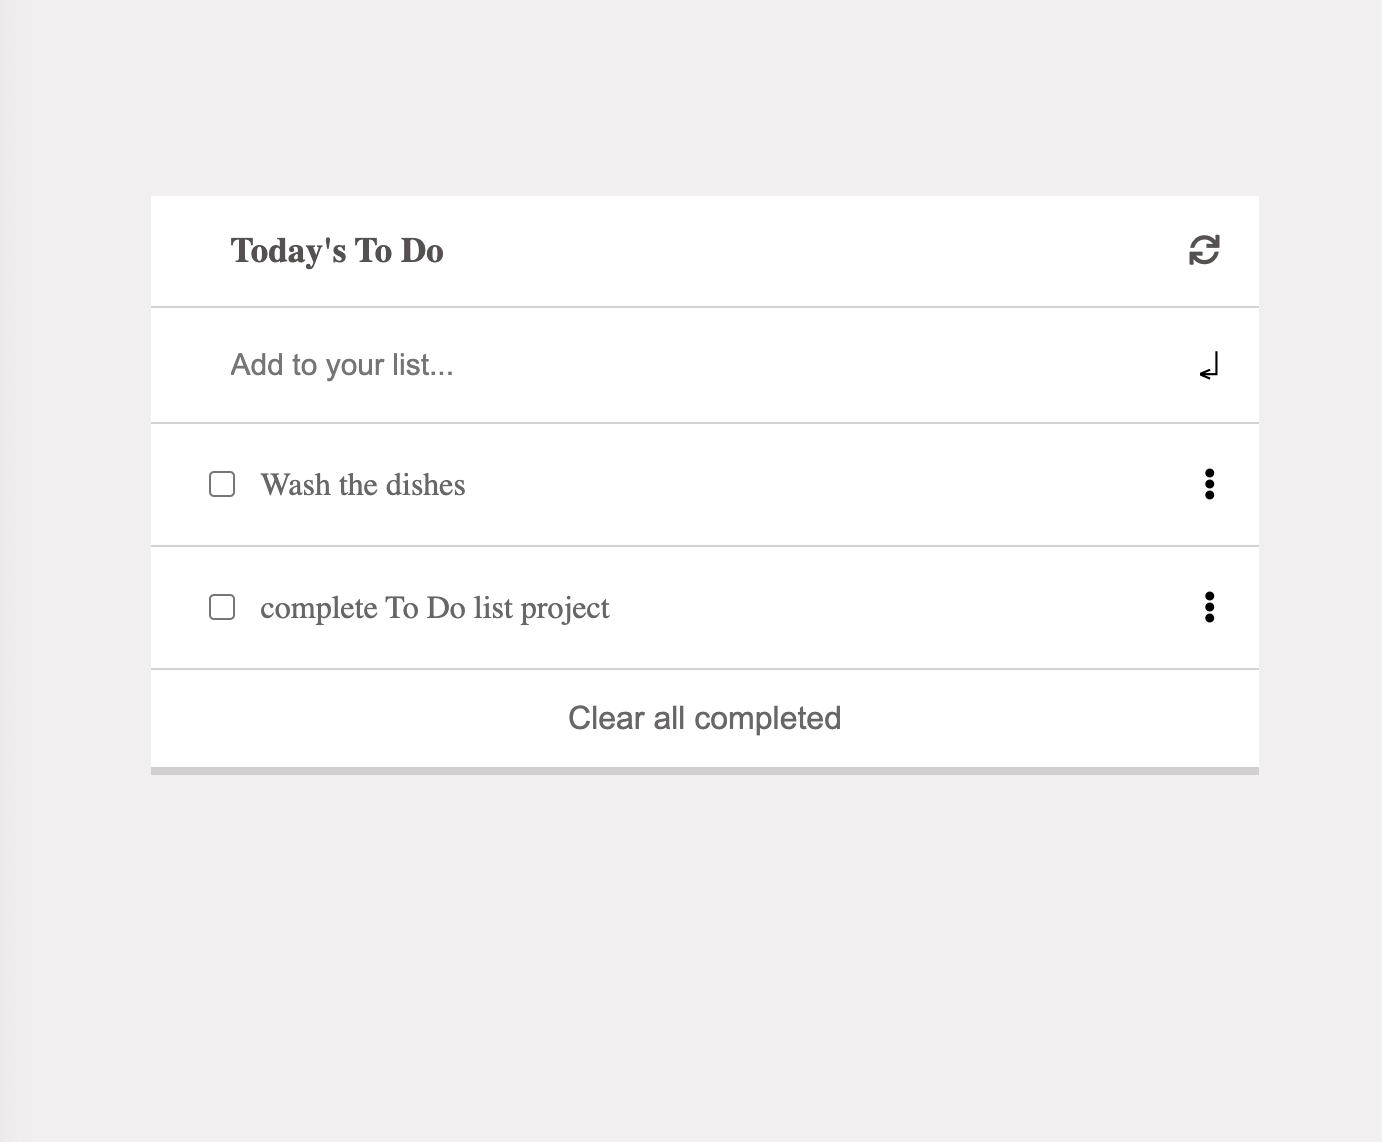 Today's To Do
Add to your list...
Wash the dishes
complete To Do list project
Clear all completed